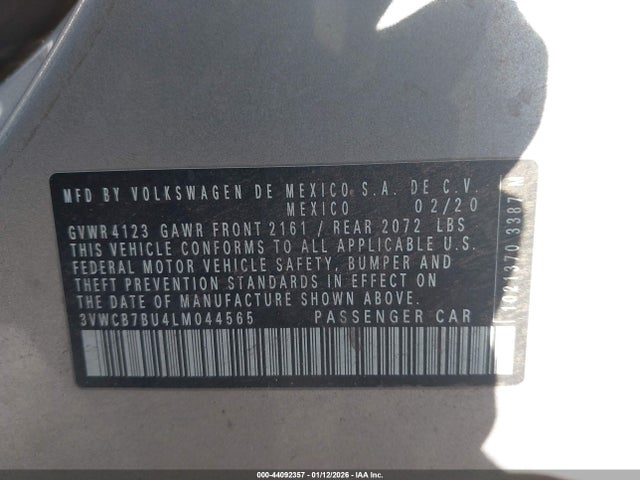 MFD BY VOLKSWAGEN DE MEXICO S.A. DE C.V.
MEXICO 02/20
GVWR 4123 GAWR FRONT 2161 / REAR 2072 LBS
THIS VEHICLE CONFORMS TO ALL APPLICABLE U.S.
FEDERAL MOTOR VEHICLE SAFETY, BUMPER AND
THEFT PREVENTION STANDARDS IN EFFECT ON
THE DATE OF MANUFACTURE SHOWN ABOVE.
3VWCB7BU4LM044565 PASSENGER CAR
1021370 3387 N
000-44092357 - 01/12/2026 - IAA Inc.